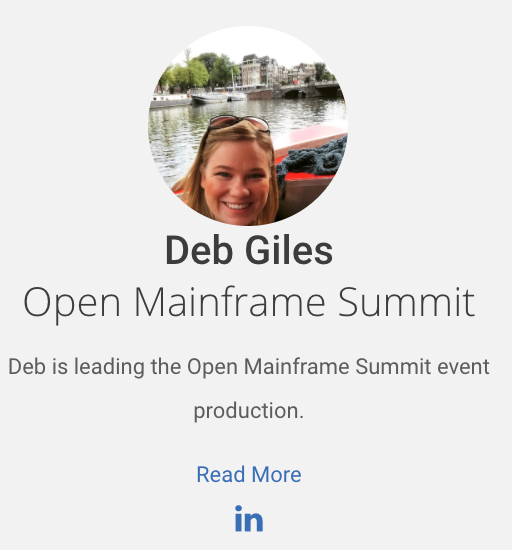 Deb Giles
Open Mainframe Summit
Deb is leading the Open Mainframe Summit event
production.
Read More
in